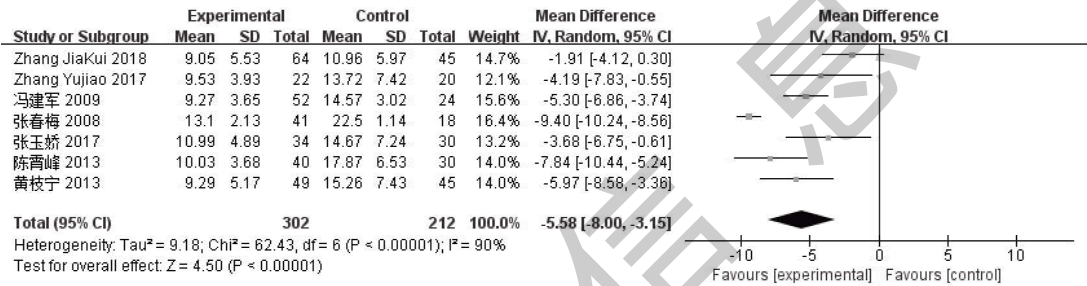 Experimental Control Mean Difference Mean Difference
Study or Subgroup Mean SD Total Mean SD Total Weight IV, Random, 95% CI IV, Random, 95% CI
Zhang JiaKui 2018 9.05 5.53 64 10.96 5.97 45 14.7% -1.91 [-4.12, 0.30]
Zhang Yujiao 2017 9.53 3.93 22 13.72 7.42 20 12.1% -4.19 [-7.83, -0.55]
冯建军 2009 9.27 3.65 52 14.57 3.02 24 15.6% -5.30 [-6.86, -3.74]
张春梅 2008 13.1 2.13 41 22.5 1.14 18 16.4% -9.40 [-10.24, -8.56]
张玉娇 2017 10.99 4.89 34 14.67 7.24 30 13.2% -3.68 [-6.75, -0.61]
陈霄峰 2013 10.03 3.68 40 17.87 6.53 30 14.0% -7.84 [-10.44, -5.24]
黄枝宁 2013 9.29 5.17 49 15.26 7.43 45 14.0% -5.97 [-8.58, -3.36]
Total (95% CI) 302 212 100.0% -5.58 [-8.00, -3.15]
Heterogeneity: Tau² = 9.18; Chi² = 62.43, df = 6 (P < 0.00001); I² = 90%
Test for overall effect: Z = 4.50 (P < 0.00001)
-10 -5 0 5 10
Favours [experimental] Favours [control]
信息